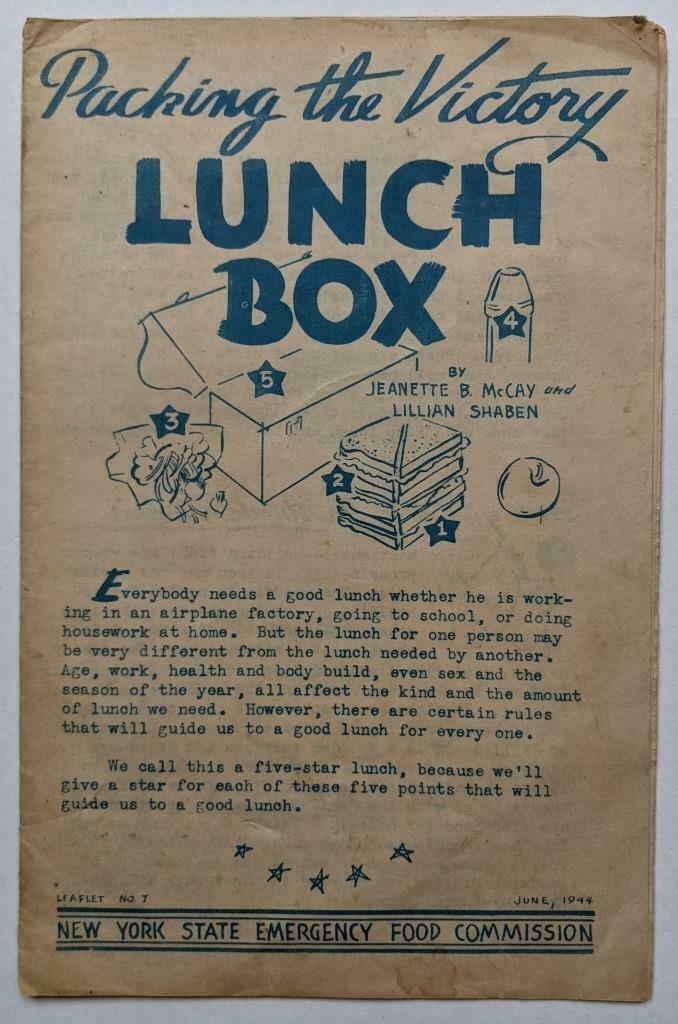 Packing the Victory
LUNCH
BOX
4
5
BY
JEANETTE B. McCAY and
LILLIAN SHABEN
3
2
1
Everybody needs a good lunch whether he is work-
ing in an airplane factory, going to school, or doing
housework at home. But the lunch for one person may
be very different from the lunch needed by another.
Age, work, health and body build, even sex and the
season of the year, all affect the kind and the amount
of lunch we need. However, there are certain rules
that will guide us to a good lunch for every one.
We call this a five-star lunch, because we'll
give a star for each of these five points that will
guide us to a good lunch.
LEAFLET NO 7
JUNE, 1944
NEW YORK STATE EMERGENCY FOOD COMMISSION